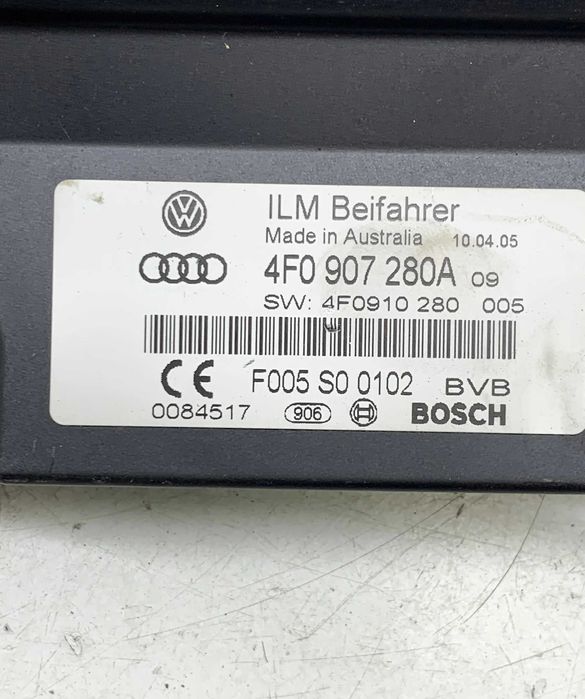 ILM Beifahrer
Made in Australia 10.04.05
4F0 907 280A 09
SW: 4F0910 280 005
CE F005 S0 0102 BVB
0084517 906 BOSCH